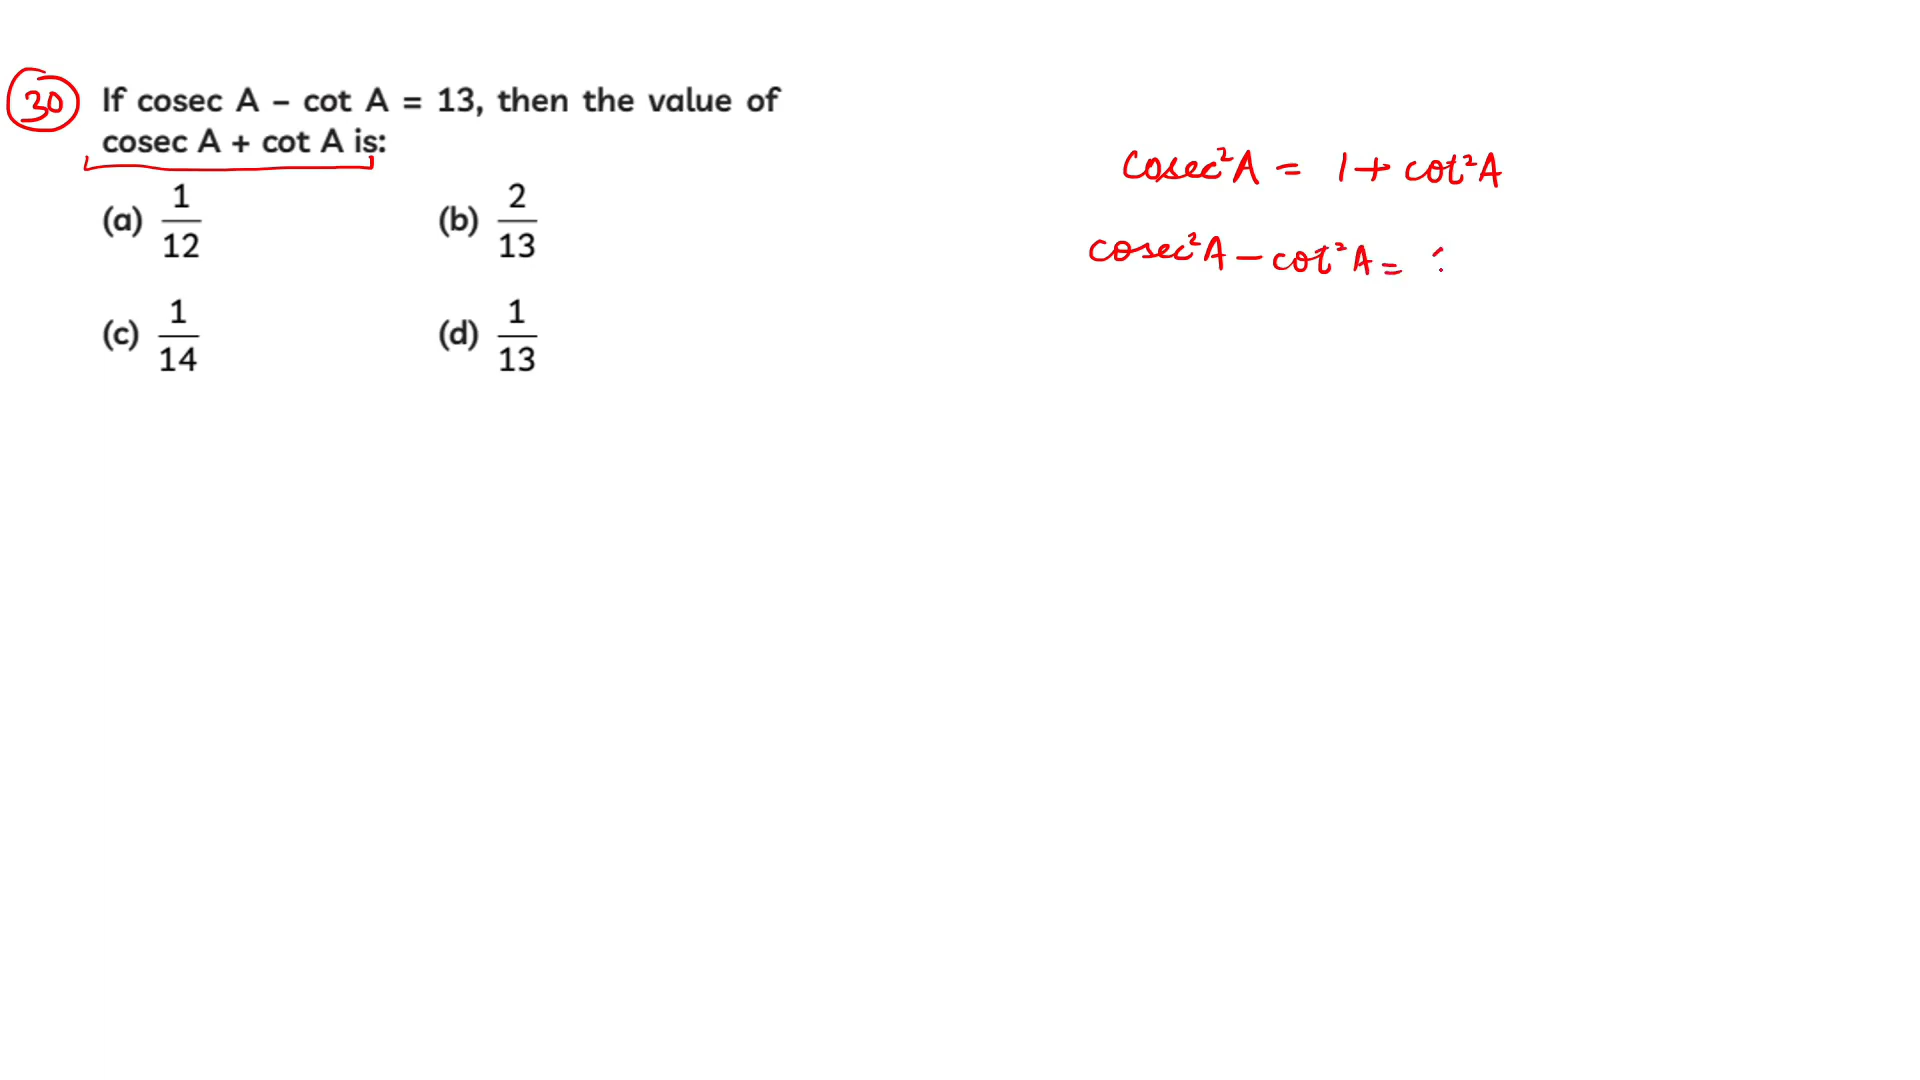 30 If cosec A – cot A = 13, then the value of
cosec A + cot A is:
(a) 1/12 (b) 2/13
(c) 1/14 (d) 1/13
cosec²A = 1 + cot²A
cosec²A – cot²A =